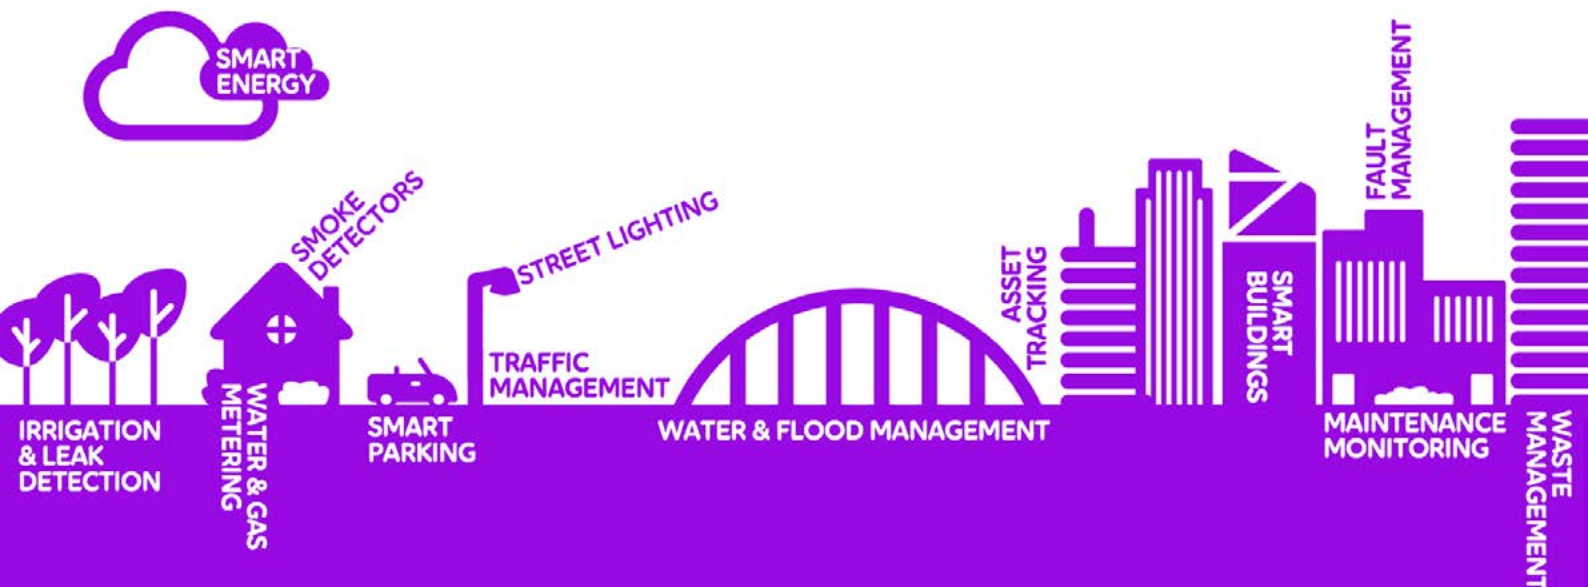 SMART
ENERGY
SMOKE
DETECTORS
STREET LIGHTING
TRAFFIC
MANAGEMENT
IRRIGATION
& LEAK
DETECTION
WATER & GAS
METERING
SMART
PARKING
WATER & FLOOD MANAGEMENT
ASSET
TRACKING
SMART
BUILDINGS
FAULT
MANAGEMENT
MAINTENANCE
MONITORING
WASTE
MANAGEMENT